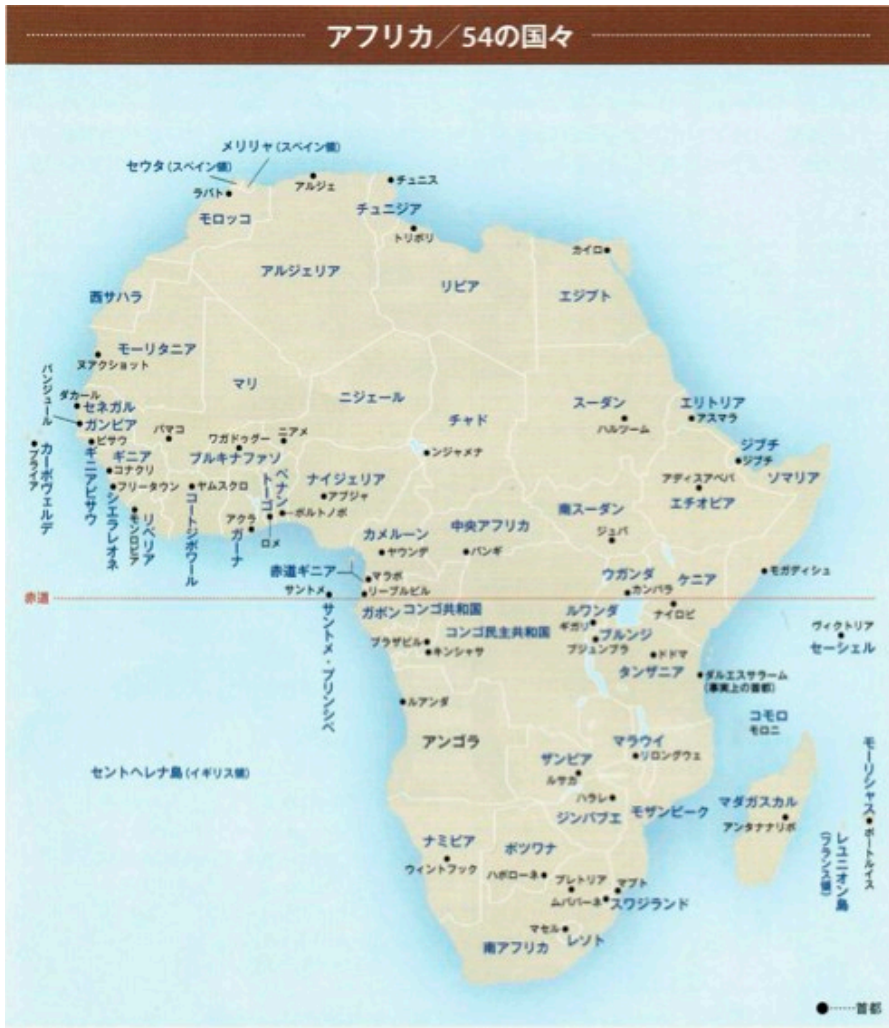 アフリカ／54の国々
メリリャ(スペイン領)
セウタ(スペイン領)
アルジェ
チュニス
ラバト
モロッコ
チュニジア
トリポリ
カイロ
アルジェリア
リビア
エジプト
西サハラ
モーリタニア
ヌアクショット
マリ
ニジェール
チャド
スーダン
ハルツーム
エリトリア
アスマラ
バンジュール
ダカール
セネガル
ガンビア
ビサウ
ギニアビサウ
プライア
カーボヴェルデ
バマコ
ワガドゥグー
ニアメ
ブルキナファソ
ンジャメナ
ギニア
コナクリ
フリータウン
シエラレオネ
モンロビア
リベリア
ヤムスクロ
コートジボワール
アクラ
ガーナ
トーゴ
ロメ
ベナン
ポルトノボ
ナイジェリア
アブジャ
ジブチ
ジブチ
ソマリア
アディスアベバ
エチオピア
南スーダン
ジュバ
中央アフリカ
バンギ
カメルーン
ヤウンデ
赤道ギニア
マラボ
モガディシュ
ウガンダ
カンパラ
ケニア
ナイロビ
赤道
サントメ
サントメ・プリンシペ
リーブルビル
ガボン
コンゴ共和国
コンゴ民主共和国
ブラザビル
キンシャサ
ルワンダ
ギガリ
ブルンジ
ブジュンブラ
ドドマ
タンザニア
ダルエスサラーム
(事実上の首都)
ヴィクトリア
セーシェル
ルアンダ
アンゴラ
コモロ
モロニ
セントヘレナ島(イギリス領)
ザンビア
ルサカ
マラウイ
リロングウェ
ハラレ
ジンバブエ
モザンビーク
マダガスカル
アンタナナリボ
モーリシャス
ポートルイス
レユニオン島
(フランス領)
ナミビア
ウィントフック
ボツワナ
ハボローネ
プレトリア
マプト
ムババーネ
スワジランド
マセル
レソト
南アフリカ
●……首都